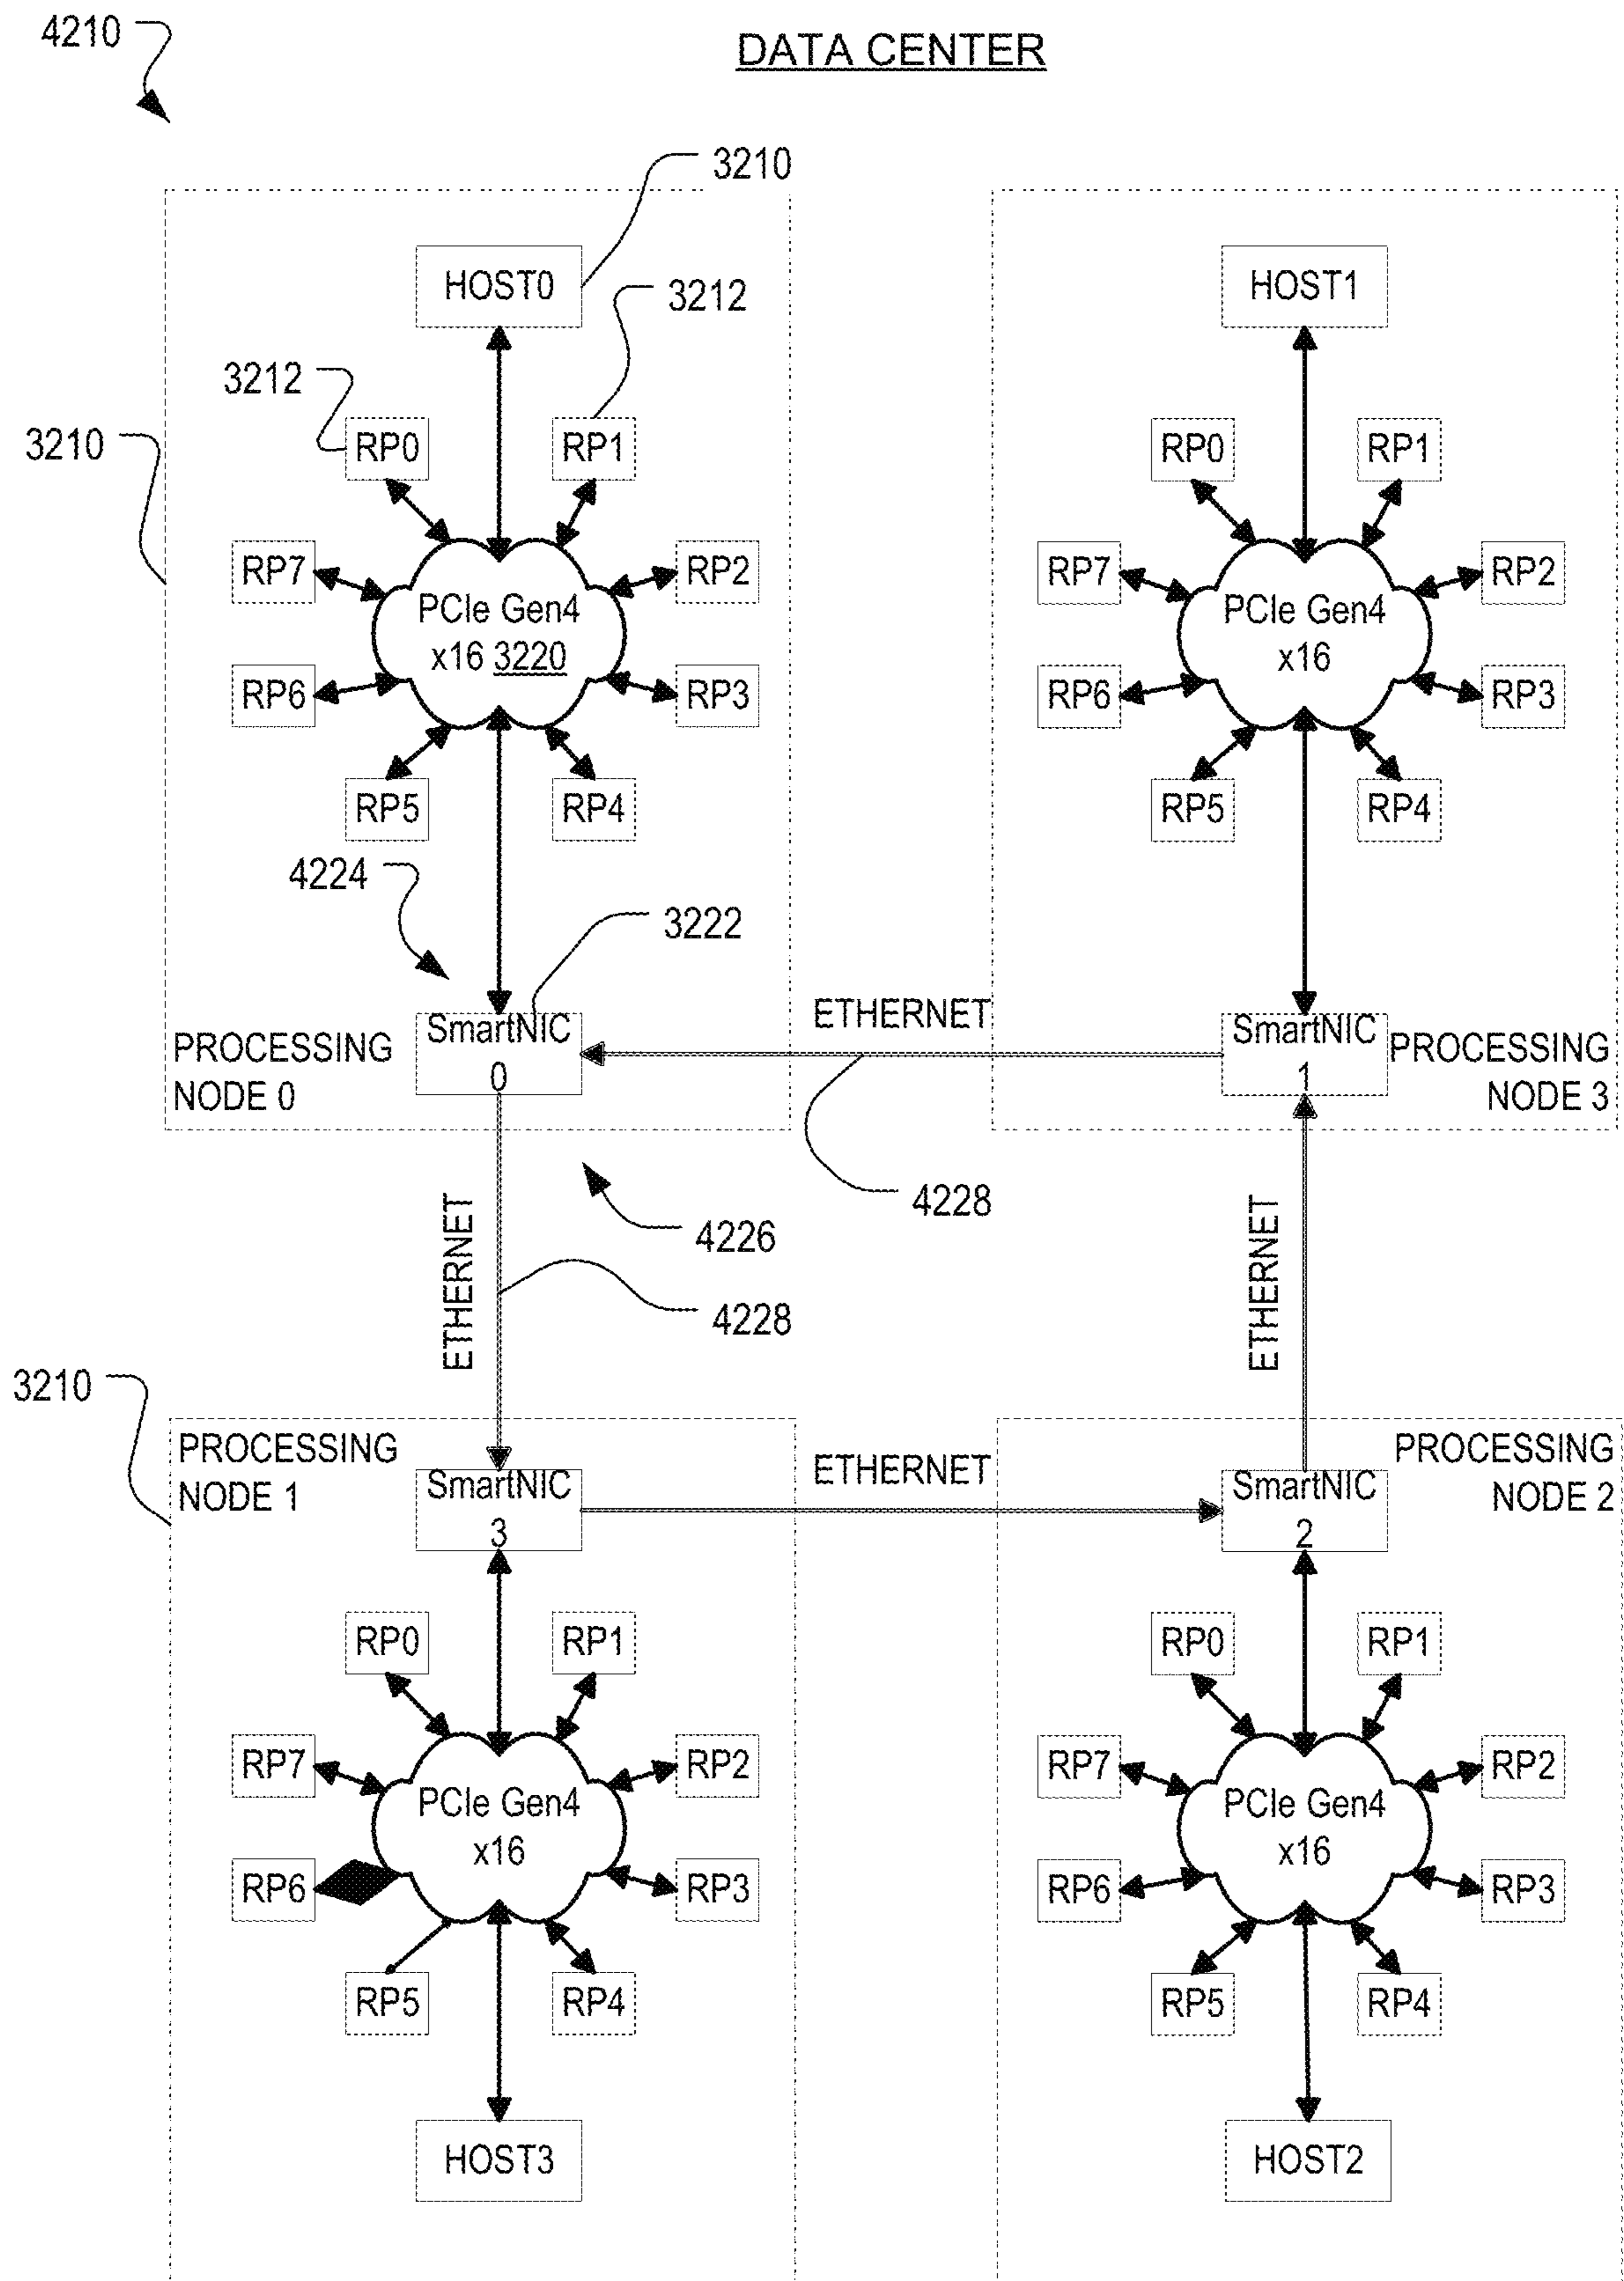 4210
DATA CENTER
3210
HOST0
HOST1
3212
3212
RP0
RP1
RP0
RP1
3210
RP7
RP2
RP7
RP2
PCIe Gen4
x16 3220
PCIe Gen4
x16
RP6
RP3
RP6
RP3
RP5
RP4
RP5
RP4
4224
3222
PROCESSING
NODE 0
SmartNIC
0
ETHERNET
SmartNIC
1
PROCESSING
NODE 3
4228
4226
ETHERNET
ETHERNET
4228
3210
PROCESSING
NODE 1
SmartNIC
3
ETHERNET
SmartNIC
2
PROCESSING
NODE 2
RP0
RP1
RP0
RP1
RP7
RP2
RP7
RP2
PCIe Gen4
x16
PCIe Gen4
x16
RP6
RP3
RP6
RP3
RP5
RP4
RP5
RP4
HOST3
HOST2